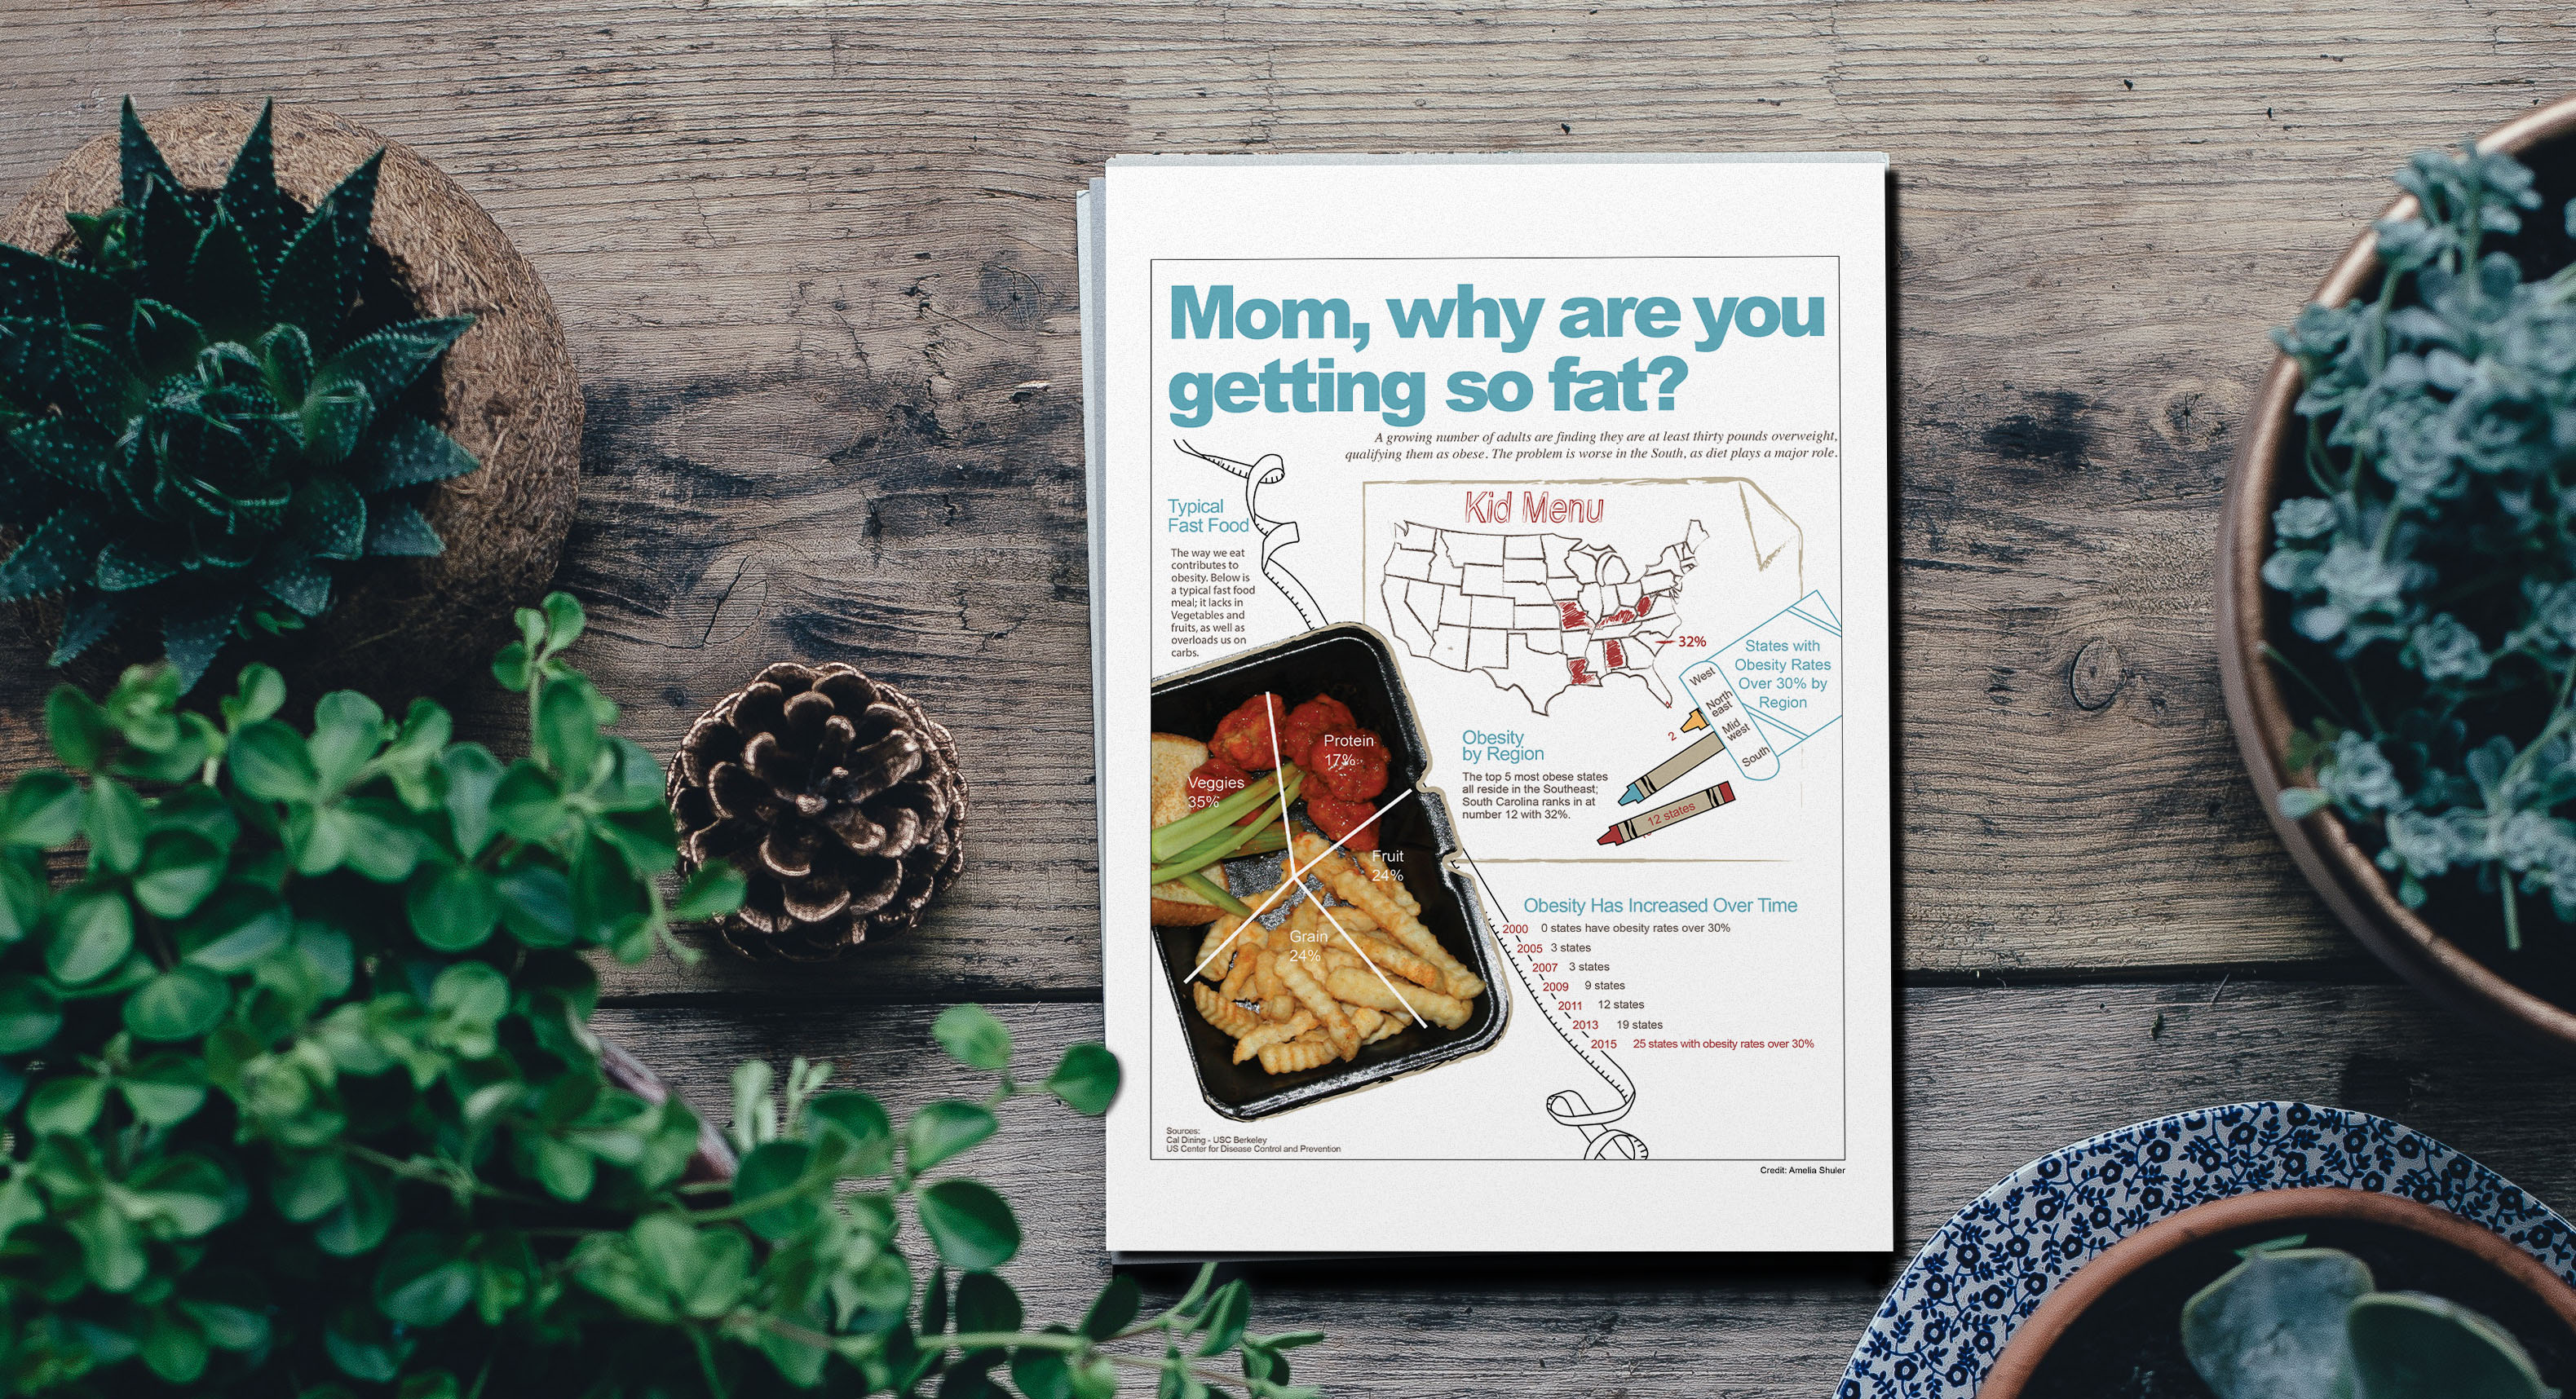 Mom, why are you
getting so fat?
A growing number of adults are finding they are at least thirty pounds overweight,
qualifying them as obese. The problem is worse in the South, as diet plays a major role.
Typical
Fast Food
The way we eat
contributes to
obesity. Below is
a typical fast food
meal; it lacks in
Vegetables and
fruits, as well as
overloads us on
carbs.
Kid Menu
32%
States with
Obesity Rates
Over 30% by
Region
West
North
east
Mid
west
South
2
12 states
Obesity
by Region
The top 5 most obese states
all reside in the Southeast;
South Carolina ranks in at
number 12 with 32%.
Protein
17%
Veggies
35%
Fruit
24%
Grain
24%
Obesity Has Increased Over Time
2000 0 states have obesity rates over 30%
2005 3 states
2007 3 states
2009 9 states
2011 12 states
2013 19 states
2015 25 states with obesity rates over 30%
Sources:
Cal Dining - USC Berkeley
US Center for Disease Control and Prevention
Credit: Amelia Shuler